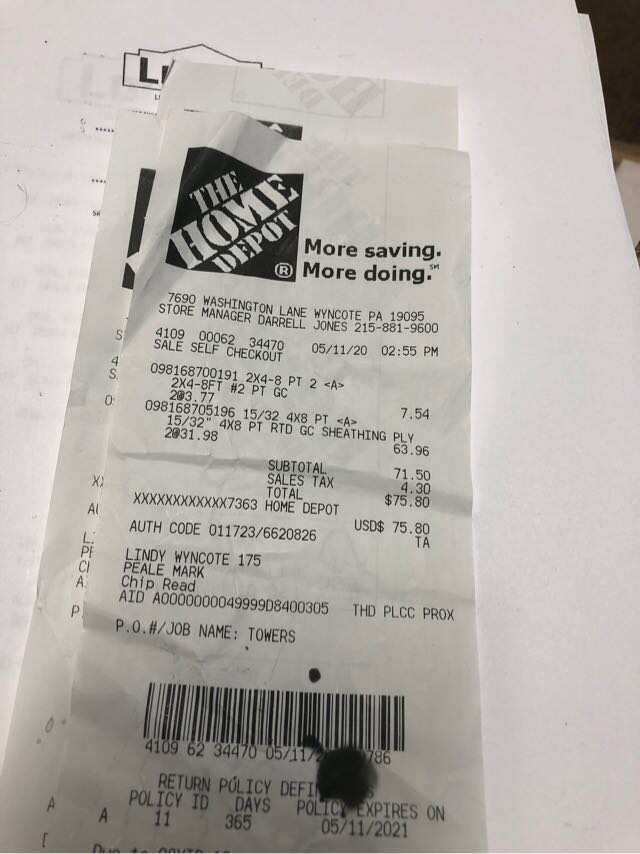 THE
HOME
DEPOT
®
More saving.
More doing.℠
7690 WASHINGTON LANE WYNCOTE PA 19095
STORE MANAGER DARRELL JONES 215-881-9600
4109 00062 34470 05/11/20 02:55 PM
SALE SELF CHECKOUT
098168700191 2X4-8 PT 2 <A>
2X4-8FT #2 PT GC
2@3.77 7.54
098168705196 15/32 4X8 PT <A>
15/32" 4X8 PT RTD GC SHEATHING PLY
2@31.98 63.96
SUBTOTAL 71.50
SALES TAX 4.30
TOTAL $75.80
XXXXXXXXXXXX7363 HOME DEPOT
USD$ 75.80
AUTH CODE 011723/6620826 TA
LINDY WYNCOTE 175
PEALE MARK
Chip Read
AID A0000000049999D8400305 THD PLCC PROX
P.O.#/JOB NAME: TOWERS
4109 62 34470 05/11/2 786
RETURN POLICY
POLICY ID DAYS POLICY EXPIRES ON
A 11 365 05/11/2021